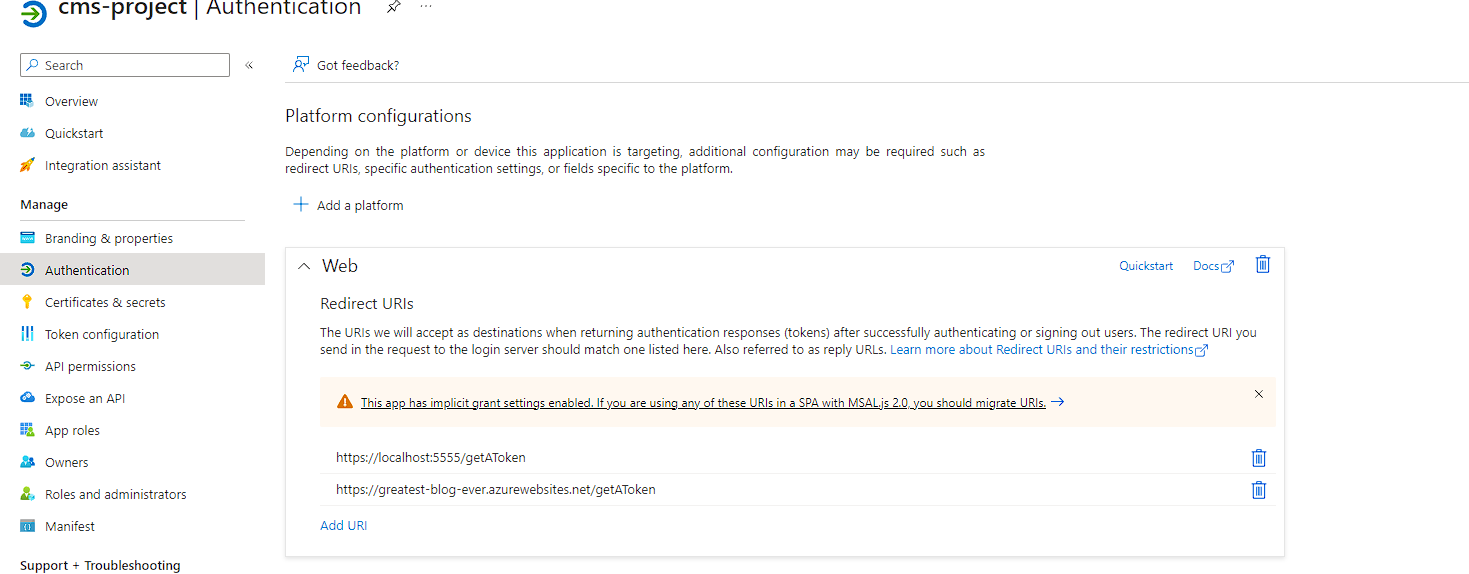 cms-project | Authentication
Search
«
Got feedback?
Overview
Quickstart
Integration assistant
Manage
Branding & properties
Authentication
Certificates & secrets
Token configuration
API permissions
Expose an API
App roles
Owners
Roles and administrators
Manifest
Support + Troubleshooting
Platform configurations
Depending on the platform or device this application is targeting, additional configuration may be required such as
redirect URIs, specific authentication settings, or fields specific to the platform.
Add a platform
Web
Quickstart
Docs
Redirect URIs
The URIs we will accept as destinations when returning authentication responses (tokens) after successfully authenticating or signing out users. The redirect URI you
send in the request to the login server should match one listed here. Also referred to as reply URLs. Learn more about Redirect URIs and their restrictions
This app has implicit grant settings enabled. If you are using any of these URIs in a SPA with MSAL.js 2.0, you should migrate URIs.
https://localhost:5555/getAToken
https://greatest-blog-ever.azurewebsites.net/getAToken
Add URI